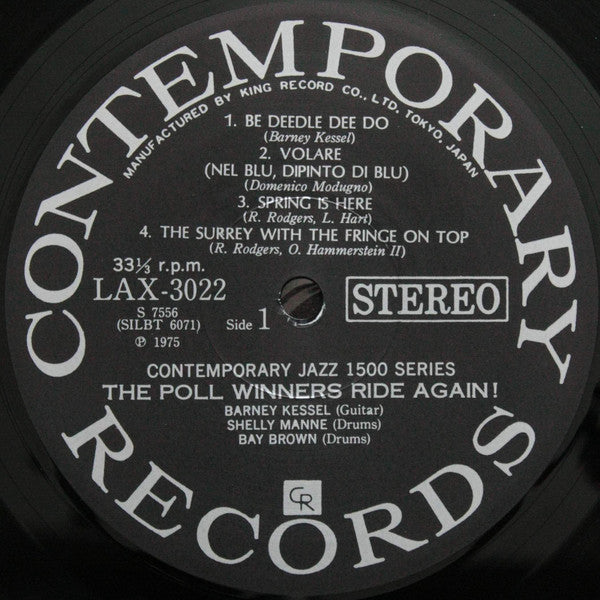 CONTEMPORARY RECORDS
MANUFACTURED BY KING RECORD CO., LTD. TOKYO, JAPAN
1. BE DEEDLE DEE DO
(Barney Kessel)
2. VOLARE
(NEL BLU, DIPINTO DI BLU)
(Domenico Modugno)
3. SPRING IS HERE
(R. Rodgers, L. Hart)
4. THE SURREY WITH THE FRINGE ON TOP
(R. Rodgers, O. Hammerstein II)
33⅓ r.p.m.
LAX-3022
STEREO
S 7556
(SILBT 6071)
Side 1
℗ 1975
CONTEMPORARY JAZZ 1500 SERIES
THE POLL WINNERS RIDE AGAIN!
BARNEY KESSEL (Guitar)
SHELLY MANNE (Drums)
BAY BROWN (Drums)
CR